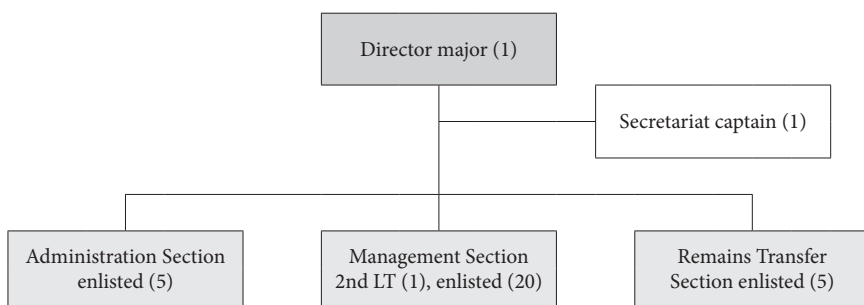 Director major (1)
Secretariat captain (1)
Administration Section
enlisted (5)
Management Section
2nd LT (1), enlisted (20)
Remains Transfer
Section enlisted (5)